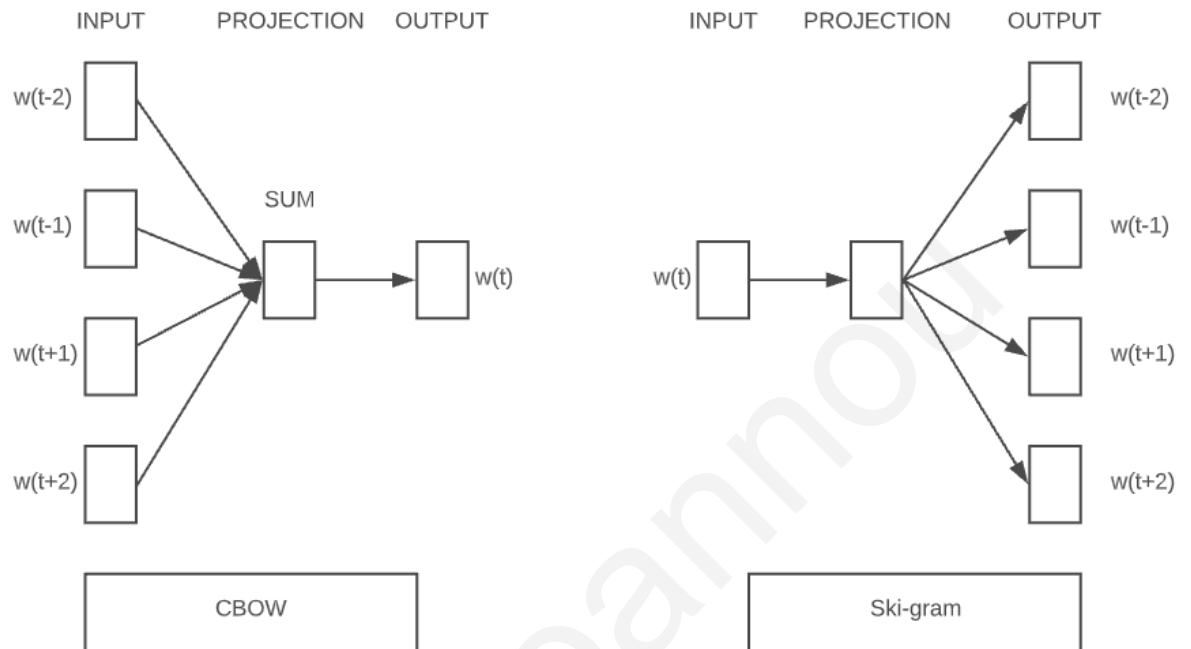 INPUT PROJECTION OUTPUT
w(t-2)
w(t-1)
SUM
w(t)
w(t+1)
w(t+2)
CBOW
INPUT PROJECTION OUTPUT
w(t-2)
w(t-1)
w(t)
w(t+1)
w(t+2)
Ski-gram